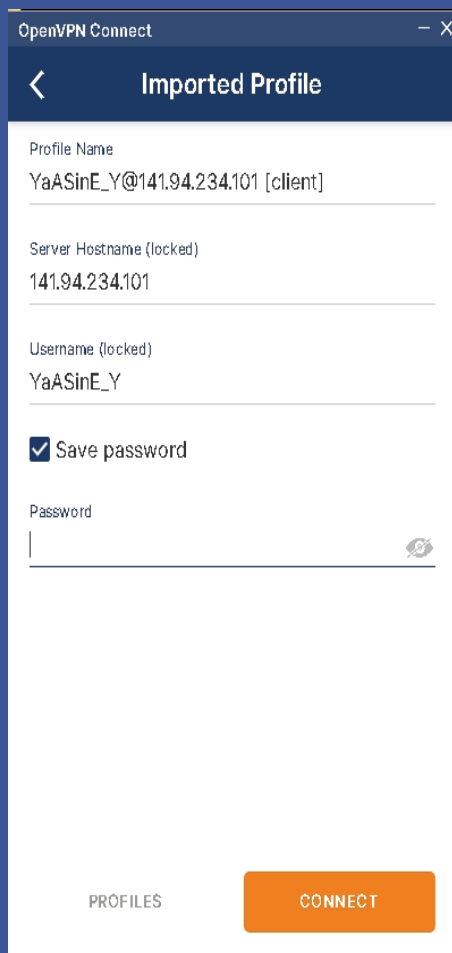 OpenVPN Connect
Imported Profile
Profile Name
YaASinE_Y@141.94.234.101 [client]
Server Hostname (locked)
141.94.234.101
Username (locked)
YaASinE_Y
Save password
Password
PROFILES
CONNECT